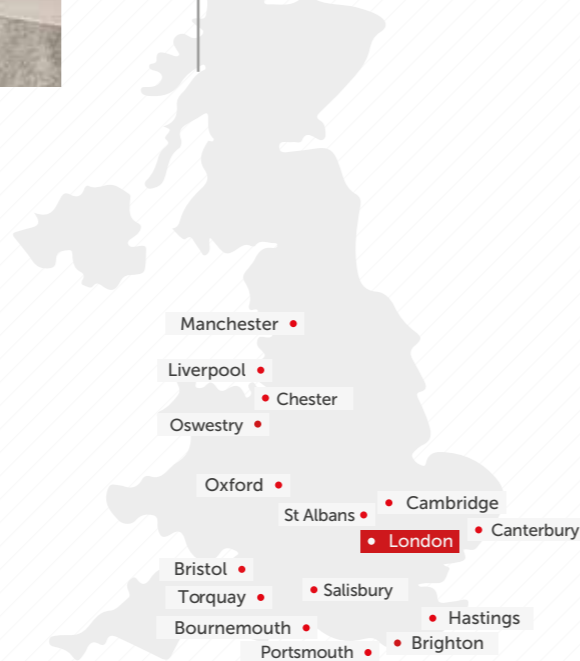 Manchester
Liverpool
Chester
Oswestry
Oxford
Cambridge
St Albans
Canterbury
London
Bristol
Salisbury
Torquay
Hastings
Bournemouth
Brighton
Portsmouth